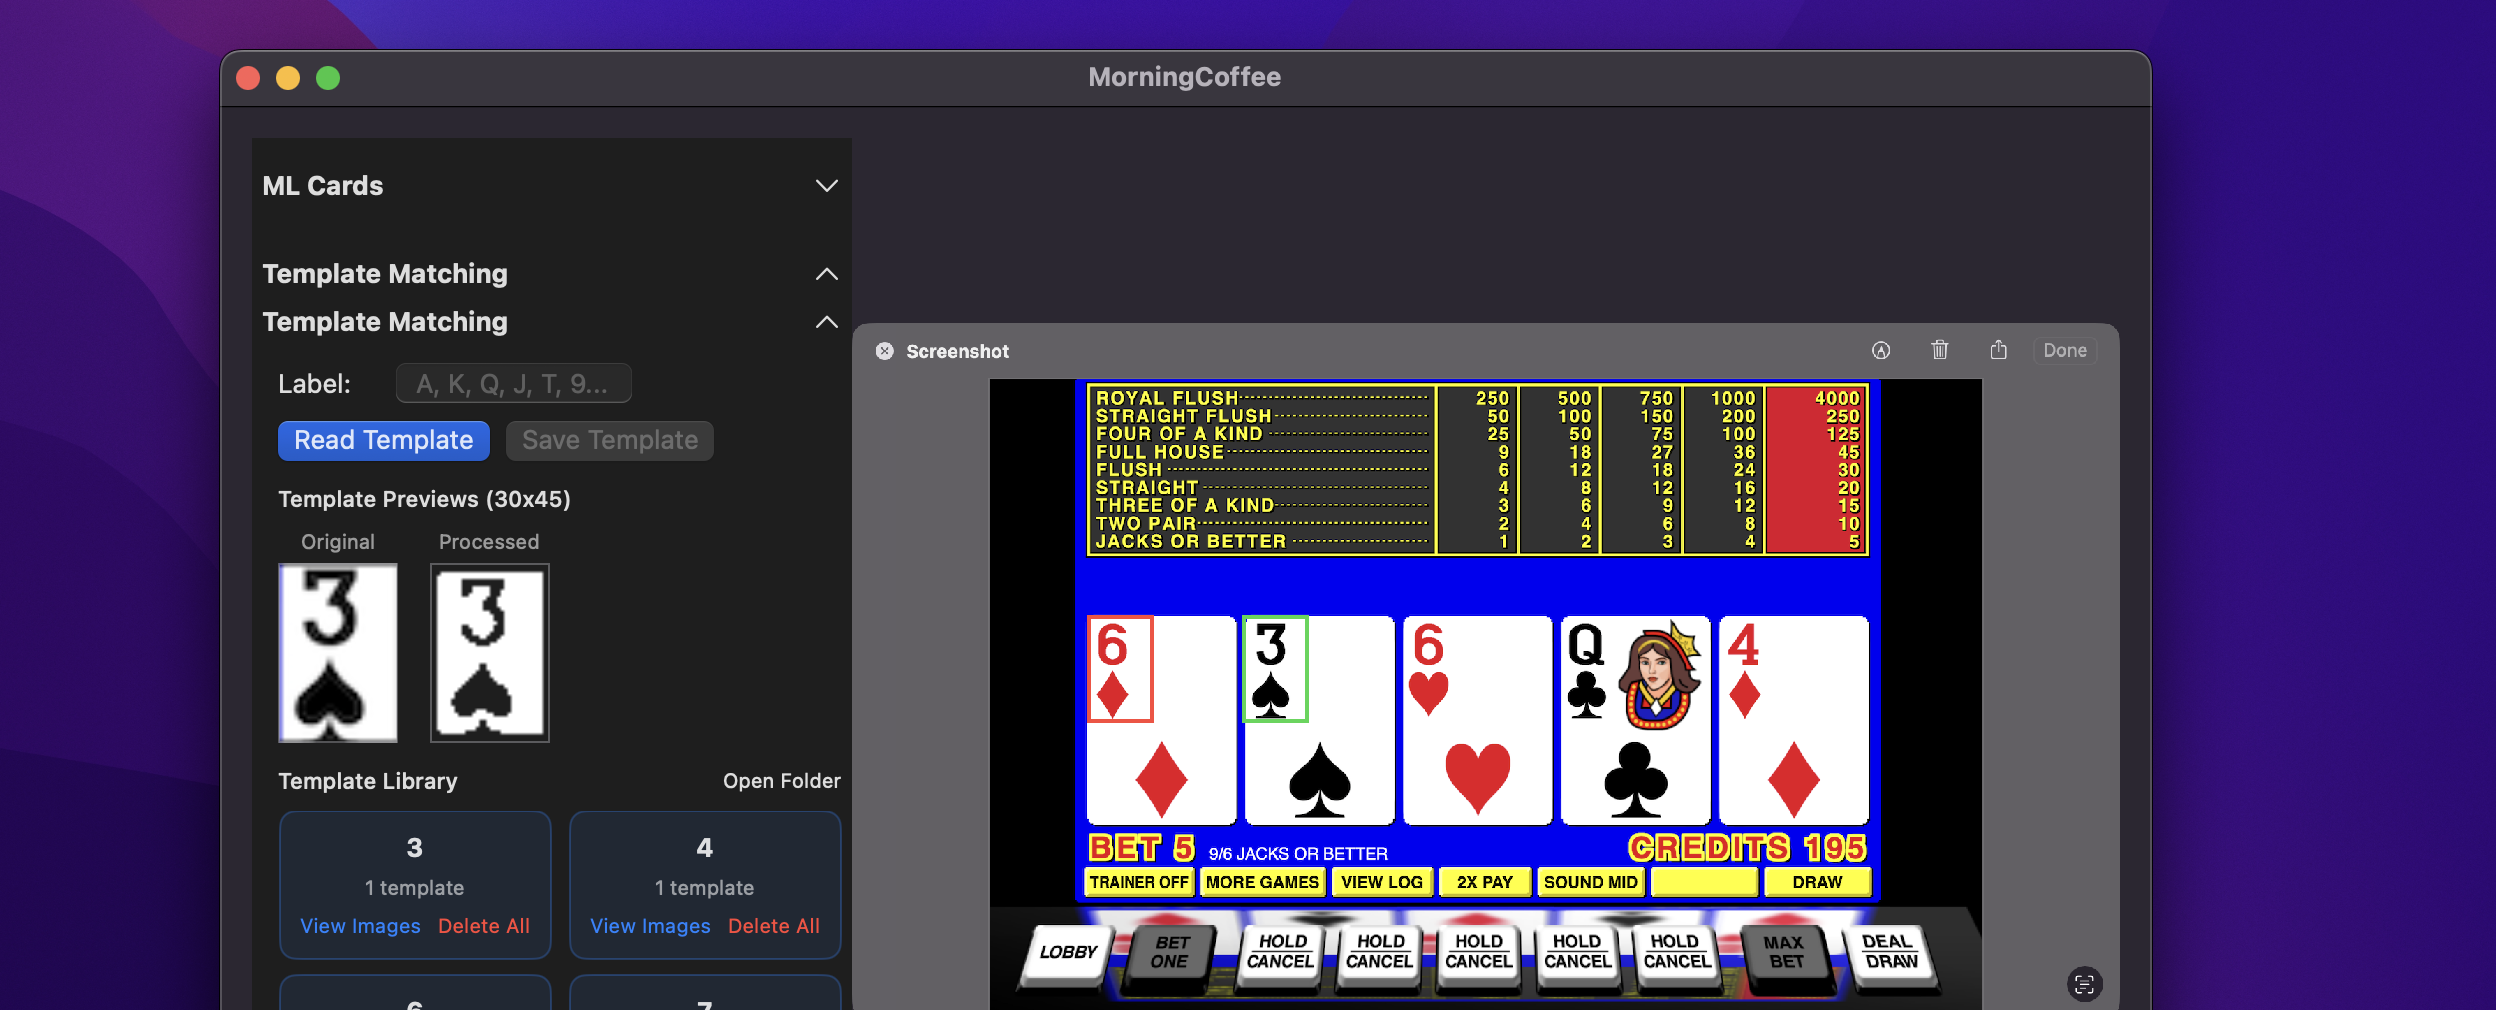 MorningCoffee
ML Cards
Template Matching
Template Matching
Label:
A, K, Q, J, T, 9...
Read Template
Save Template
Template Previews (30x45)
Original
Processed
3
3
Template Library
Open Folder
3
1 template
View Images
Delete All
4
1 template
View Images
Delete All
Screenshot
Done
ROYAL FLUSH 250 500 750 1000 4000
STRAIGHT FLUSH 50 100 150 200 250
FOUR OF A KIND 25 50 75 100 125
FULL HOUSE 9 18 27 36 45
FLUSH 6 12 18 24 30
STRAIGHT 4 8 12 16 20
THREE OF A KIND 3 6 9 12 15
TWO PAIR 2 4 6 8 10
JACKS OR BETTER 1 2 3 4 5
6
3
6
Q
4
BET 5
9/6 JACKS OR BETTER
CREDITS 195
TRAINER OFF
MORE GAMES
VIEW LOG
2X PAY
SOUND MID
DRAW
LOBBY
BET
ONE
HOLD
CANCEL
HOLD
CANCEL
HOLD
CANCEL
HOLD
CANCEL
HOLD
CANCEL
MAX
BET
DEAL
DRAW